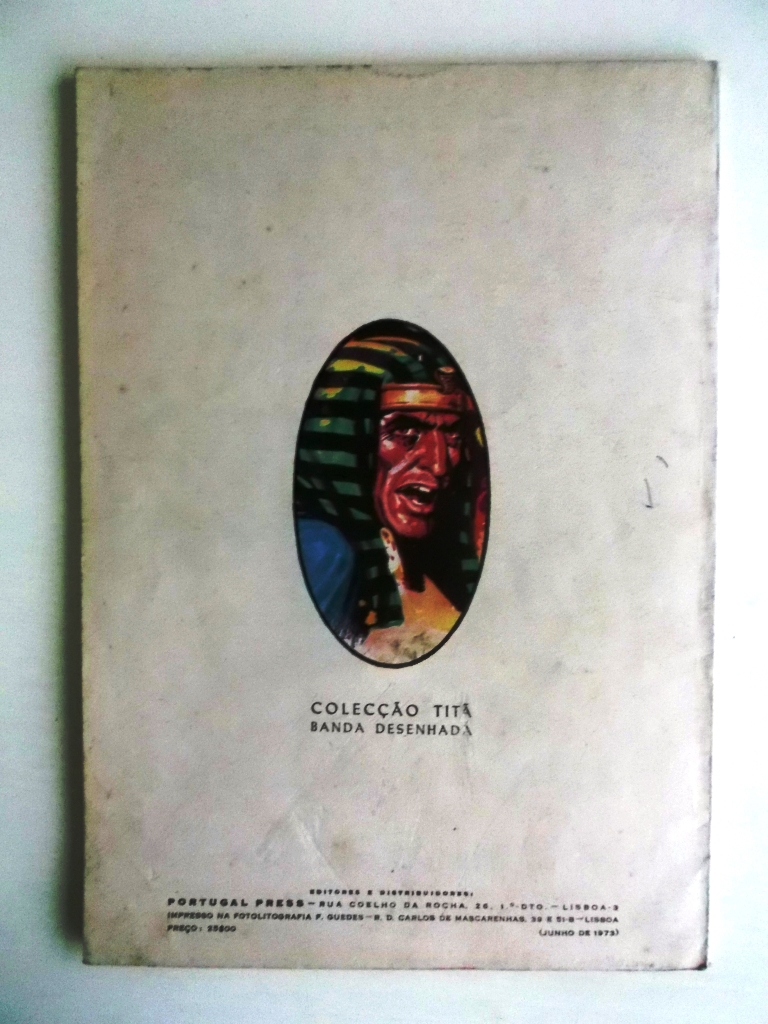 COLECÇÃO TITÃ
BANDA DESENHADA
EDITORES E DISTRIBUIDORES:
PORTUGAL PRESS — RUA COELHO DA ROCHA, 26, 1.º-DTO. — LISBOA-3
IMPRESSO NA FOTOLITOGRAFIA F. GUEDES — R. D. CARLOS DE MASCARENHAS, 39 E 51-B — LISBOA
PREÇO: 25$00 (JUNHO DE 1973)